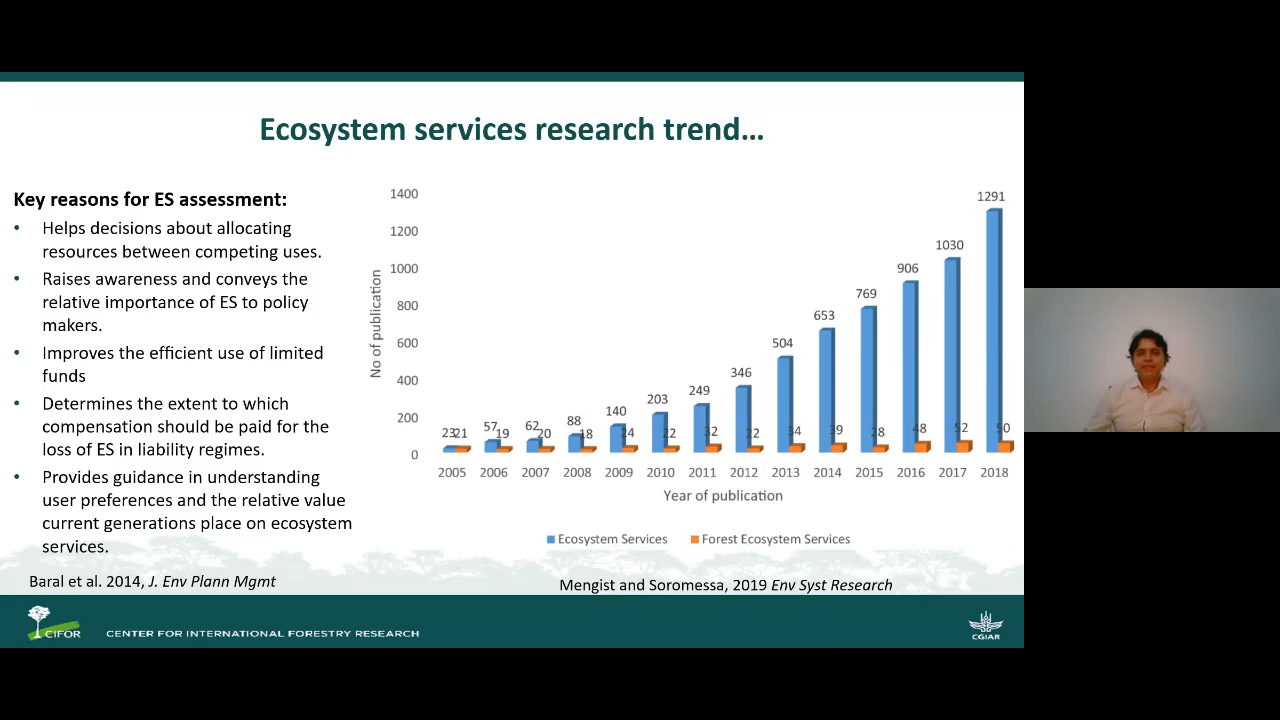 Ecosystem services research trend...
Key reasons for ES assessment:
• Helps decisions about allocating
resources between competing uses.
• Raises awareness and conveys the
relative importance of ES to policy
makers.
• Improves the efficient use of limited
funds
• Determines the extent to which
compensation should be paid for the
loss of ES in liability regimes.
• Provides guidance in understanding
user preferences and the relative value
current generations place on ecosystem
services.
Baral et al. 2014, J. Env Plann Mgmt
No of publication
1400
1200
1000
800
600
400
200
0
23 57 62 88 140 203 249 346 504 653 769 906 1030 1291
21 19 20 18 24 22 32 22 34 39 28 48 52 50
2005 2006 2007 2008 2009 2010 2011 2012 2013 2014 2015 2016 2017 2018
Year of publication
Ecosystem Services Forest Ecosystem Services
Mengist and Soromessa, 2019 Env Syst Research
CIFOR
CENTER FOR INTERNATIONAL FORESTRY RESEARCH
CGIAR